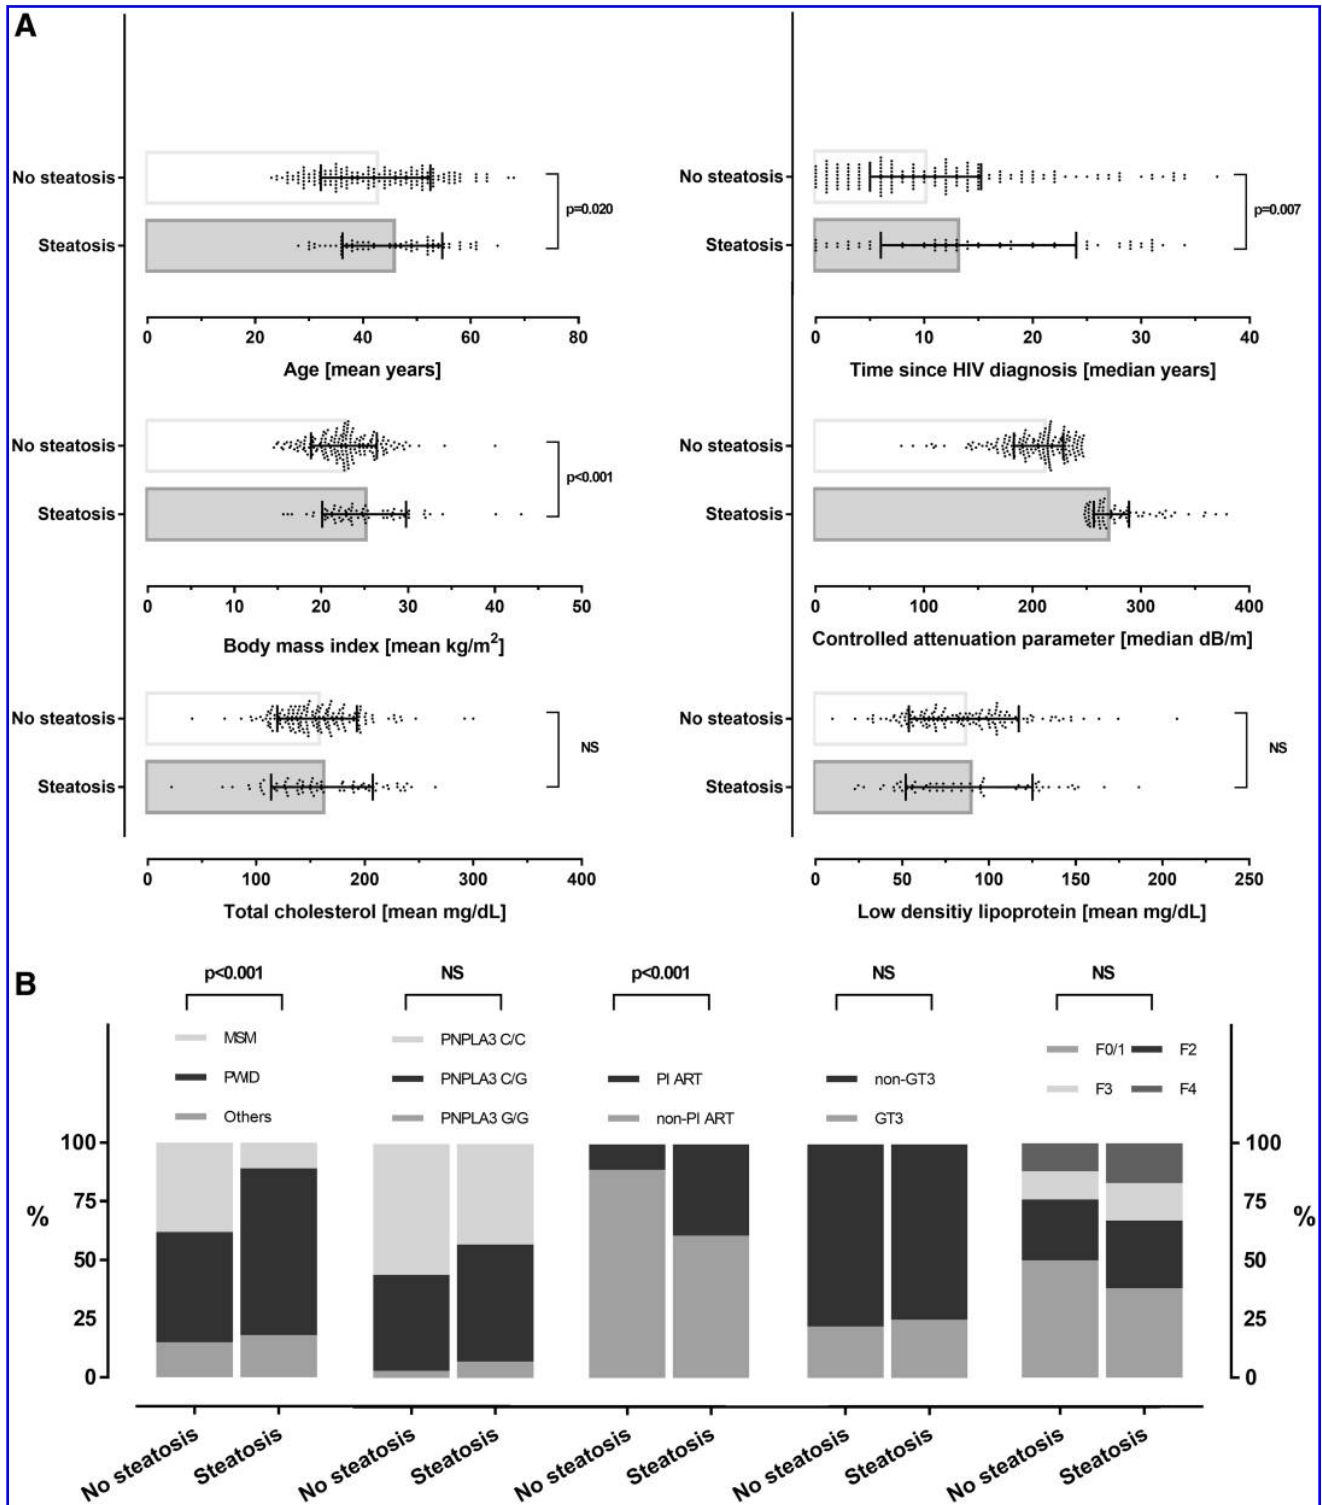 A
No steatosis
Steatosis
p=0.020
0 20 40 60 80
Age [mean years]
No steatosis
Steatosis
p=0.007
0 10 20 30 40
Time since HIV diagnosis [median years]
No steatosis
Steatosis
p<0.001
0 10 20 30 40 50
Body mass index [mean kg/m²]
No steatosis
Steatosis
0 100 200 300 400
Controlled attenuation parameter [median dB/m]
No steatosis
Steatosis
NS
0 100 200 300 400
Total cholesterol [mean mg/dL]
No steatosis
Steatosis
NS
0 50 100 150 200 250
Low densitiy lipoprotein [mean mg/dL]
B
p<0.001 NS p<0.001 NS NS
MSM
PWID
Others
PNPLA3 C/C
PNPLA3 C/G
PNPLA3 G/G
PI ART
non-PI ART
non-GT3
GT3
F0/1 F2
F3 F4
100
75
50
25
0
%
100
75
50
25
0
%
No steatosis
Steatosis
No steatosis
Steatosis
No steatosis
Steatosis
No steatosis
Steatosis
No steatosis
Steatosis